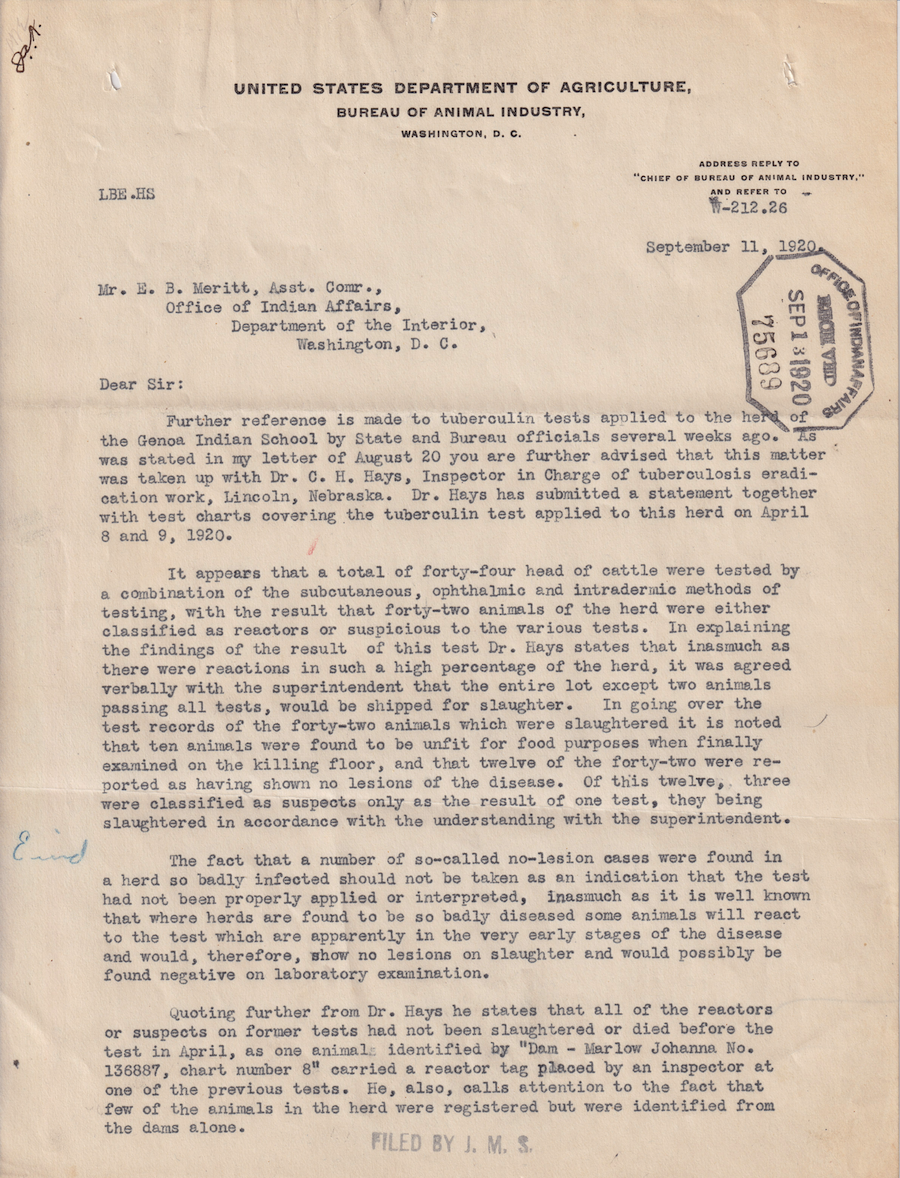 UNITED STATES DEPARTMENT OF AGRICULTURE,
BUREAU OF ANIMAL INDUSTRY,
WASHINGTON, D. C.
ADDRESS REPLY TO
"CHIEF OF BUREAU OF ANIMAL INDUSTRY,"
AND REFER TO
W-212.26
LBE.HS
September 11, 1920.
OFFICE OF INDIAN AFFAIRS
RECEIVED
SEP 13 1920
75689
Mr. E. B. Meritt, Asst. Comr.,
Office of Indian Affairs,
Department of the Interior,
Washington, D. C.
Dear Sir:
Further reference is made to tuberculin tests applied to the herd of
the Genoa Indian School by State and Bureau officials several weeks ago. As
was stated in my letter of August 20 you are further advised that this matter
was taken up with Dr. C. H. Hays, Inspector in Charge of tuberculosis eradi-
cation work, Lincoln, Nebraska. Dr. Hays has submitted a statement together
with test charts covering the tuberculin test applied to this herd on April
8 and 9, 1920.
It appears that a total of forty-four head of cattle were tested by
a combination of the subcutaneous, ophthalmic and intradermic methods of
testing, with the result that forty-two animals of the herd were either
classified as reactors or suspicious to the various tests. In explaining
the findings of the result of this test Dr. Hays states that inasmuch as
there were reactions in such a high percentage of the herd, it was agreed
verbally with the superintendent that the entire lot except two animals
passing all tests, would be shipped for slaughter. In going over the
test records of the forty-two animals which were slaughtered it is noted
that ten animals were found to be unfit for food purposes when finally
examined on the killing floor, and that twelve of the forty-two were re-
ported as having shown no lesions of the disease. Of this twelve, three
were classified as suspects only as the result of one test, they being
slaughtered in accordance with the understanding with the superintendent.
The fact that a number of so-called no-lesion cases were found in
a herd so badly infected should not be taken as an indication that the test
had not been properly applied or interpreted, inasmuch as it is well known
that where herds are found to be so badly diseased some animals will react
to the test which are apparently in the very early stages of the disease
and would, therefore, show no lesions on slaughter and would possibly be
found negative on laboratory examination.
Quoting further from Dr. Hays he states that all of the reactors
or suspects on former tests had not been slaughtered or died before the
test in April, as one animal identified by "Dam - Marlow Johanna No.
136887, chart number 8" carried a reactor tag placed by an inspector at
one of the previous tests. He, also, calls attention to the fact that
few of the animals in the herd were registered but were identified from
the dams alone.
FILED BY J. M. S.